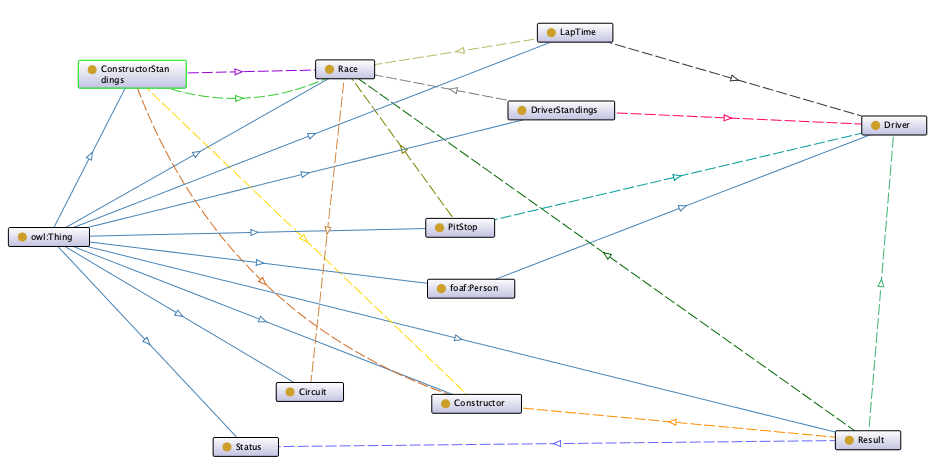 LapTime
ConstructorStan
dings
Race
DriverStandings
Driver
PitStop
owl:Thing
foaf:Person
Circuit
Constructor
Status
Result